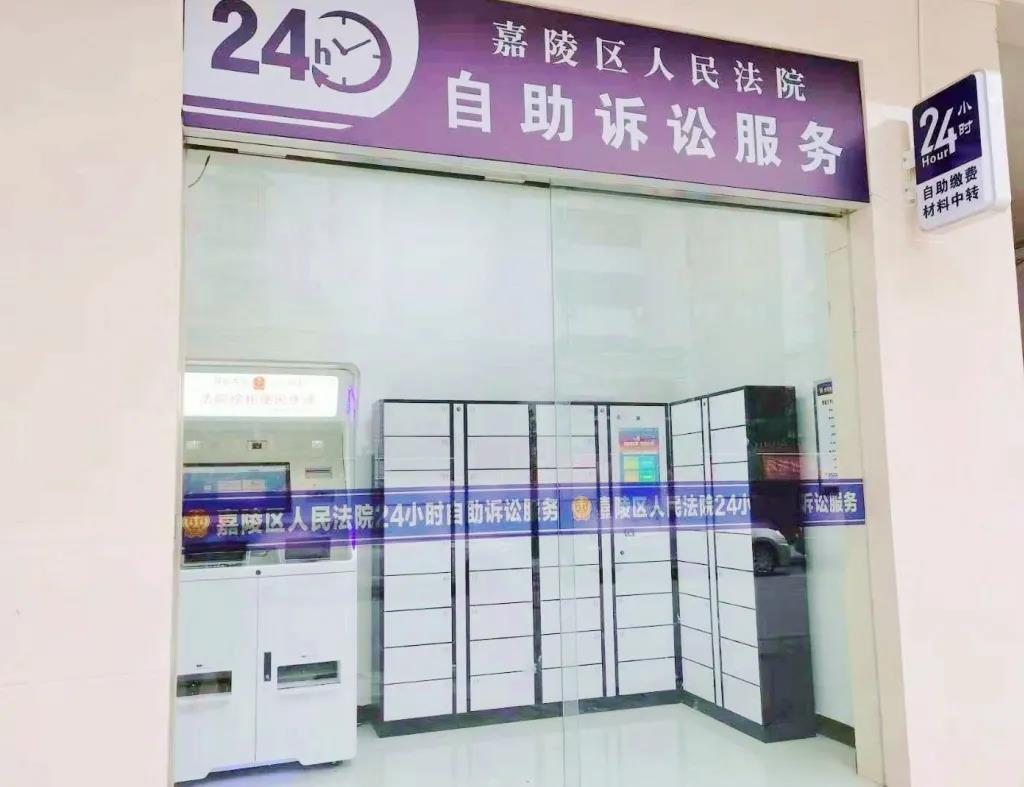 24h
嘉陵区人民法院
自助诉讼服务
24小时
Hour
自助缴费
材料中转
嘉陵区人民法院24小时自助诉讼服务
嘉陵区人民法院24小
诉讼服务